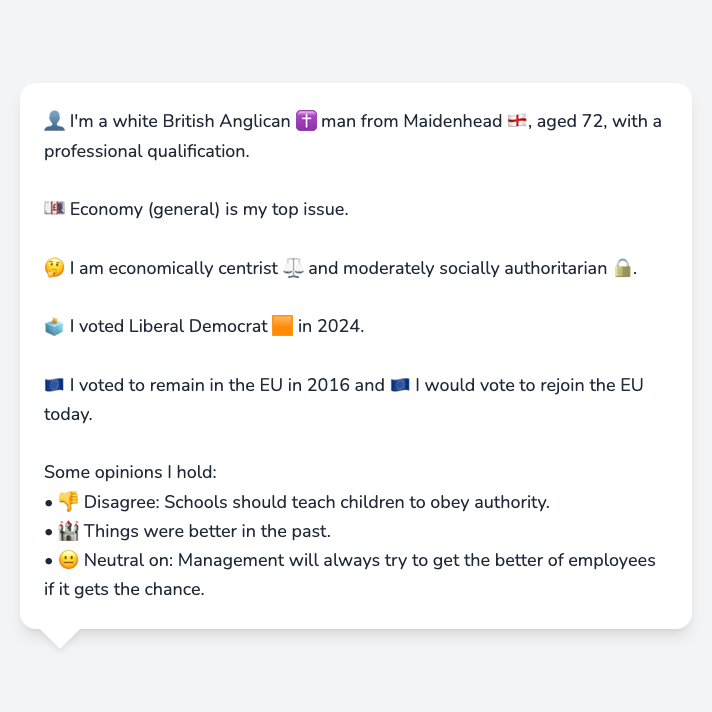 👤 I'm a white British Anglican ✝️ man from Maidenhead 🏴󠁧󠁢󠁥󠁮󠁧󠁿, aged 72, with a
professional qualification.
💷 Economy (general) is my top issue.
🤔 I am economically centrist ⚖️ and moderately socially authoritarian 🔒.
🗳️ I voted Liberal Democrat 🟧 in 2024.
🇪🇺 I voted to remain in the EU in 2016 and 🇪🇺 I would vote to rejoin the EU
today.
Some opinions I hold:
• 👎 Disagree: Schools should teach children to obey authority.
• 🏰 Things were better in the past.
• 😐 Neutral on: Management will always try to get the better of employees
if it gets the chance.